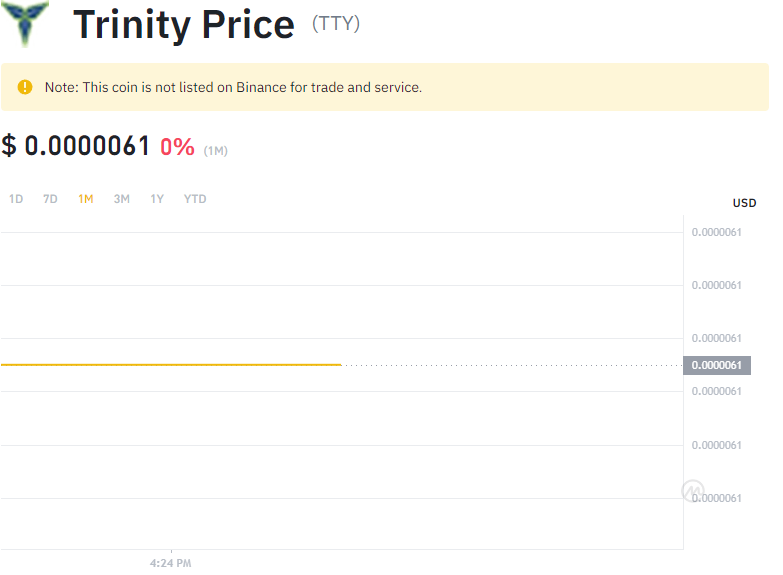 Trinity Price (TTY)
Note: This coin is not listed on Binance for trade and service.
$ 0.0000061 0% (1M)
1D 7D 1M 3M 1Y YTD
USD
0.0000061
0.0000061
0.0000061
0.0000061
0.0000061
0.0000061
0.0000061
4:24 PM